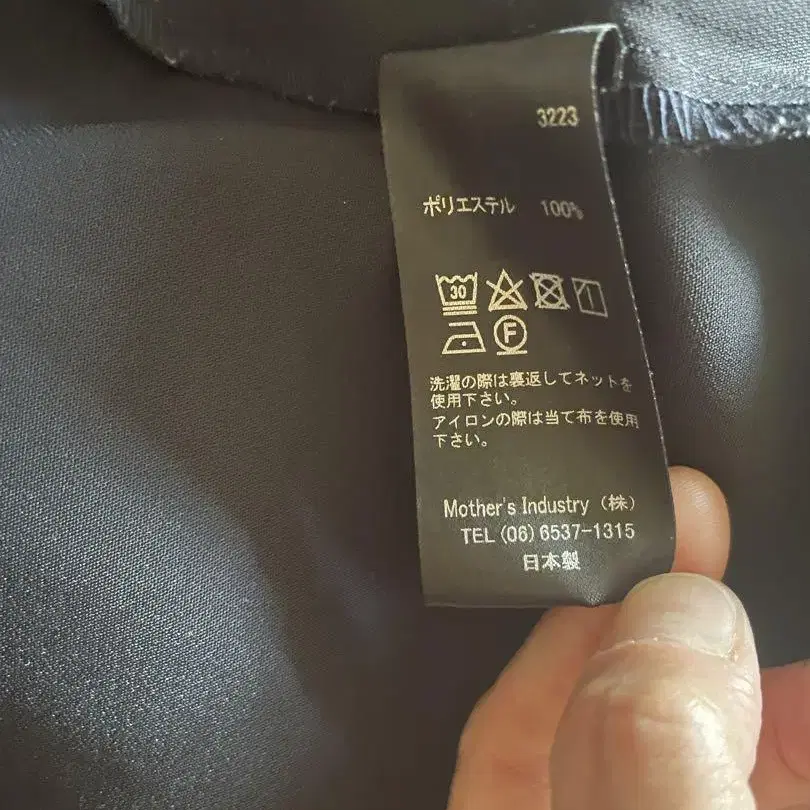 3223
ポリエステル 100%
30
F
洗濯の際は裏返してネットを
使用下さい。
アイロンの際は当て布を使用
下さい。
Mother's Industry (株)
TEL (06) 6537-1315
日本製